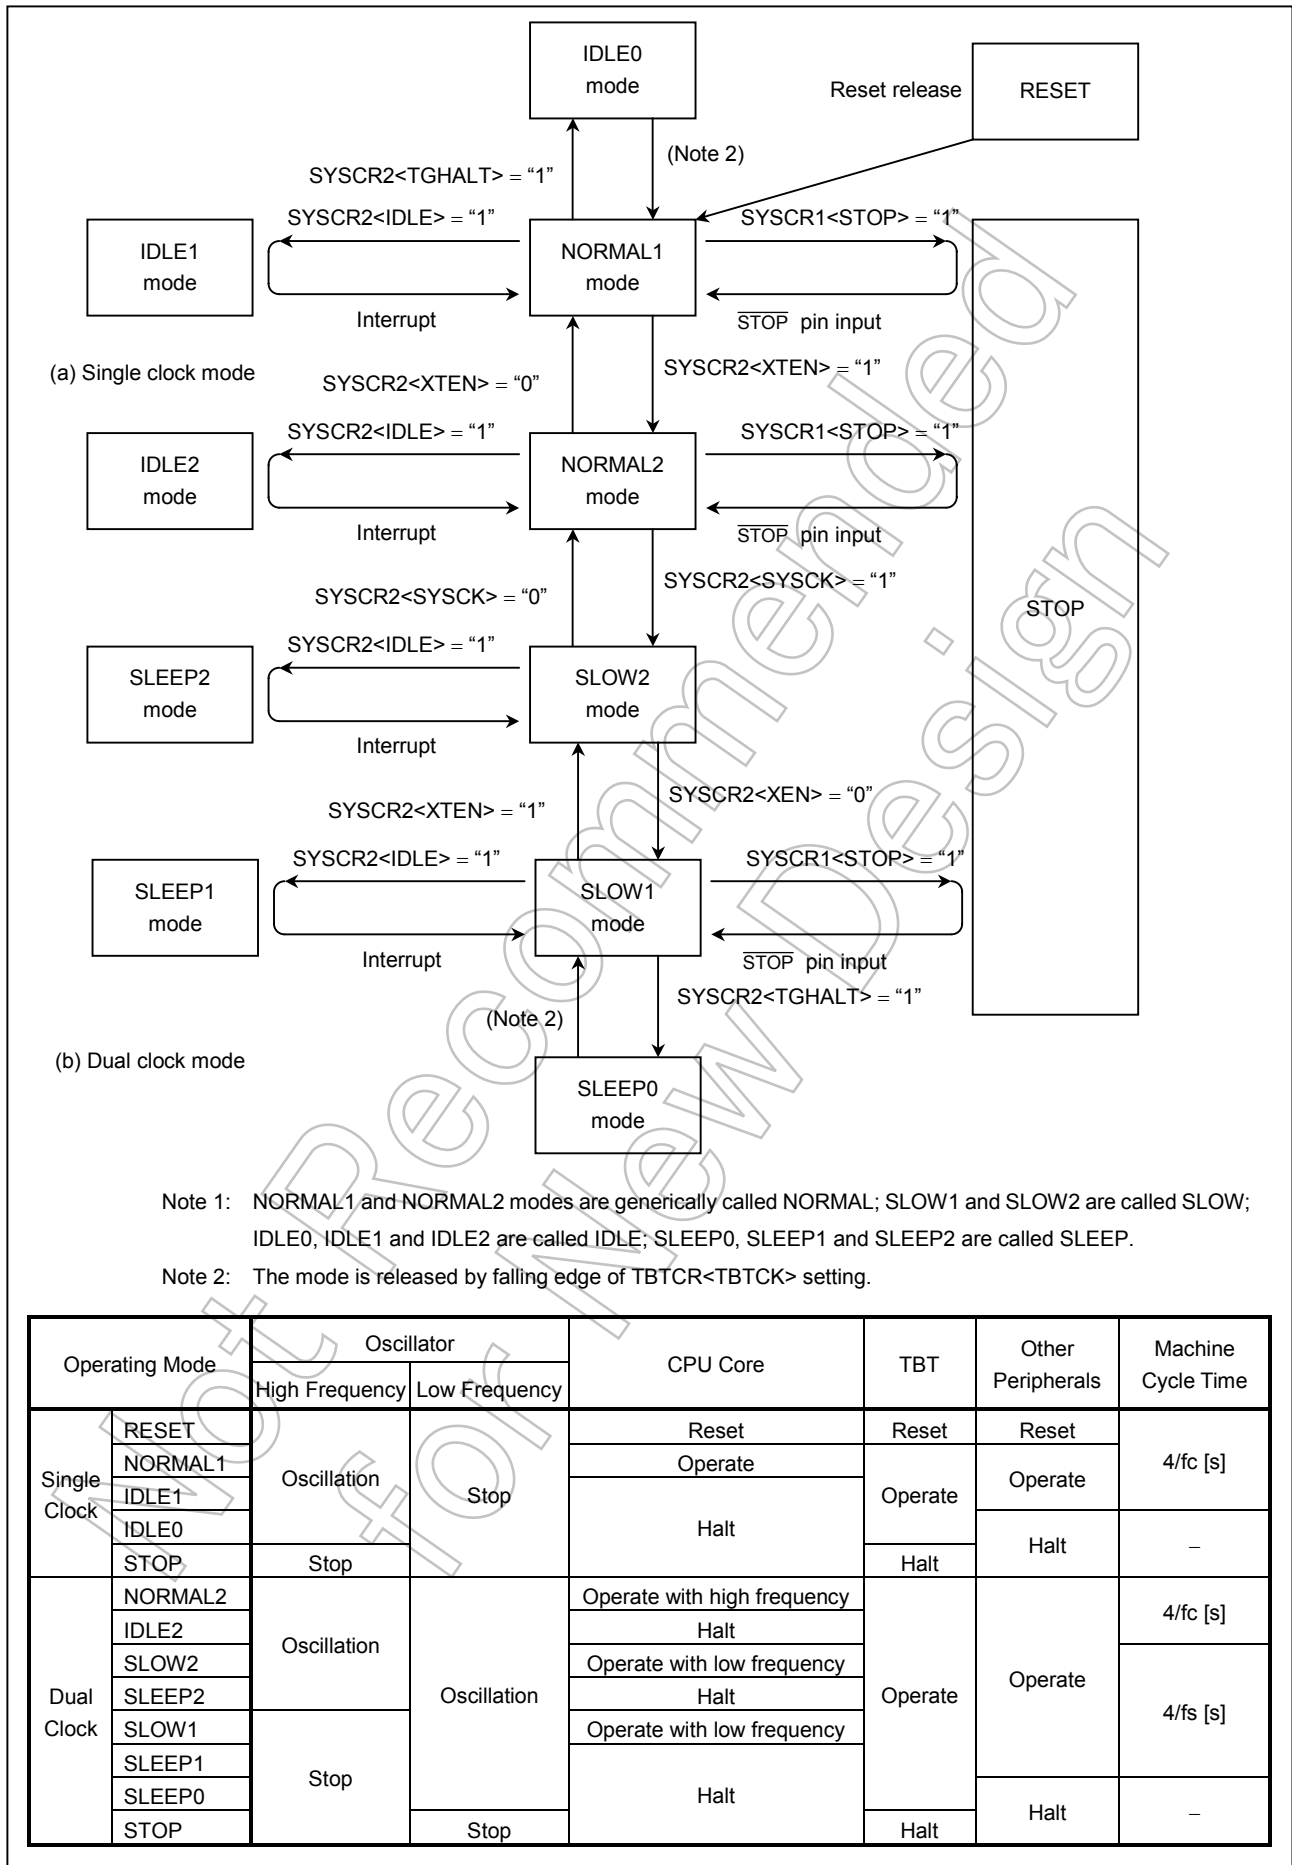 IDLE0
mode
Reset release
RESET
(Note 2)
SYSCR2<TGHALT> = “1”
SYSCR2<IDLE> = “1”
SYSCR1<STOP> = “1”
IDLE1
mode
NORMAL1
mode
Interrupt
STOP pin input
(a) Single clock mode
SYSCR2<XTEN> = “0”
SYSCR2<XTEN> = “1”
SYSCR2<IDLE> = “1”
SYSCR1<STOP> = “1”
IDLE2
mode
NORMAL2
mode
Interrupt
STOP pin input
SYSCR2<SYSCK> = “0”
SYSCR2<SYSCK> = “1”
STOP
SYSCR2<IDLE> = “1”
SLEEP2
mode
SLOW2
mode
Interrupt
SYSCR2<XTEN> = “1”
SYSCR2<XEN> = “0”
SYSCR2<IDLE> = “1”
SYSCR1<STOP> = “1”
SLEEP1
mode
SLOW1
mode
Interrupt
STOP pin input
SYSCR2<TGHALT> = “1”
(Note 2)
(b) Dual clock mode
SLEEP0
mode
Note 1: NORMAL1 and NORMAL2 modes are generically called NORMAL; SLOW1 and SLOW2 are called SLOW;
IDLE0, IDLE1 and IDLE2 are called IDLE; SLEEP0, SLEEP1 and SLEEP2 are called SLEEP.
Note 2: The mode is released by falling edge of TBTCR<TBTCK> setting.
Operating Mode
Oscillator
High Frequency
Low Frequency
CPU Core
TBT
Other
Peripherals
Machine
Cycle Time
Single
Clock
RESET
NORMAL1
IDLE1
IDLE0
STOP
Oscillation
Stop
Stop
Reset
Operate
Halt
Reset
Operate
Halt
Reset
Operate
Halt
4/fc [s]
–
Dual
Clock
NORMAL2
IDLE2
SLOW2
SLEEP2
SLOW1
SLEEP1
SLEEP0
STOP
Oscillation
Stop
Oscillation
Stop
Operate with high frequency
Halt
Operate with low frequency
Halt
Operate with low frequency
Halt
Operate
Halt
Operate
Halt
4/fc [s]
4/fs [s]
–
Not Recommended
for New Design